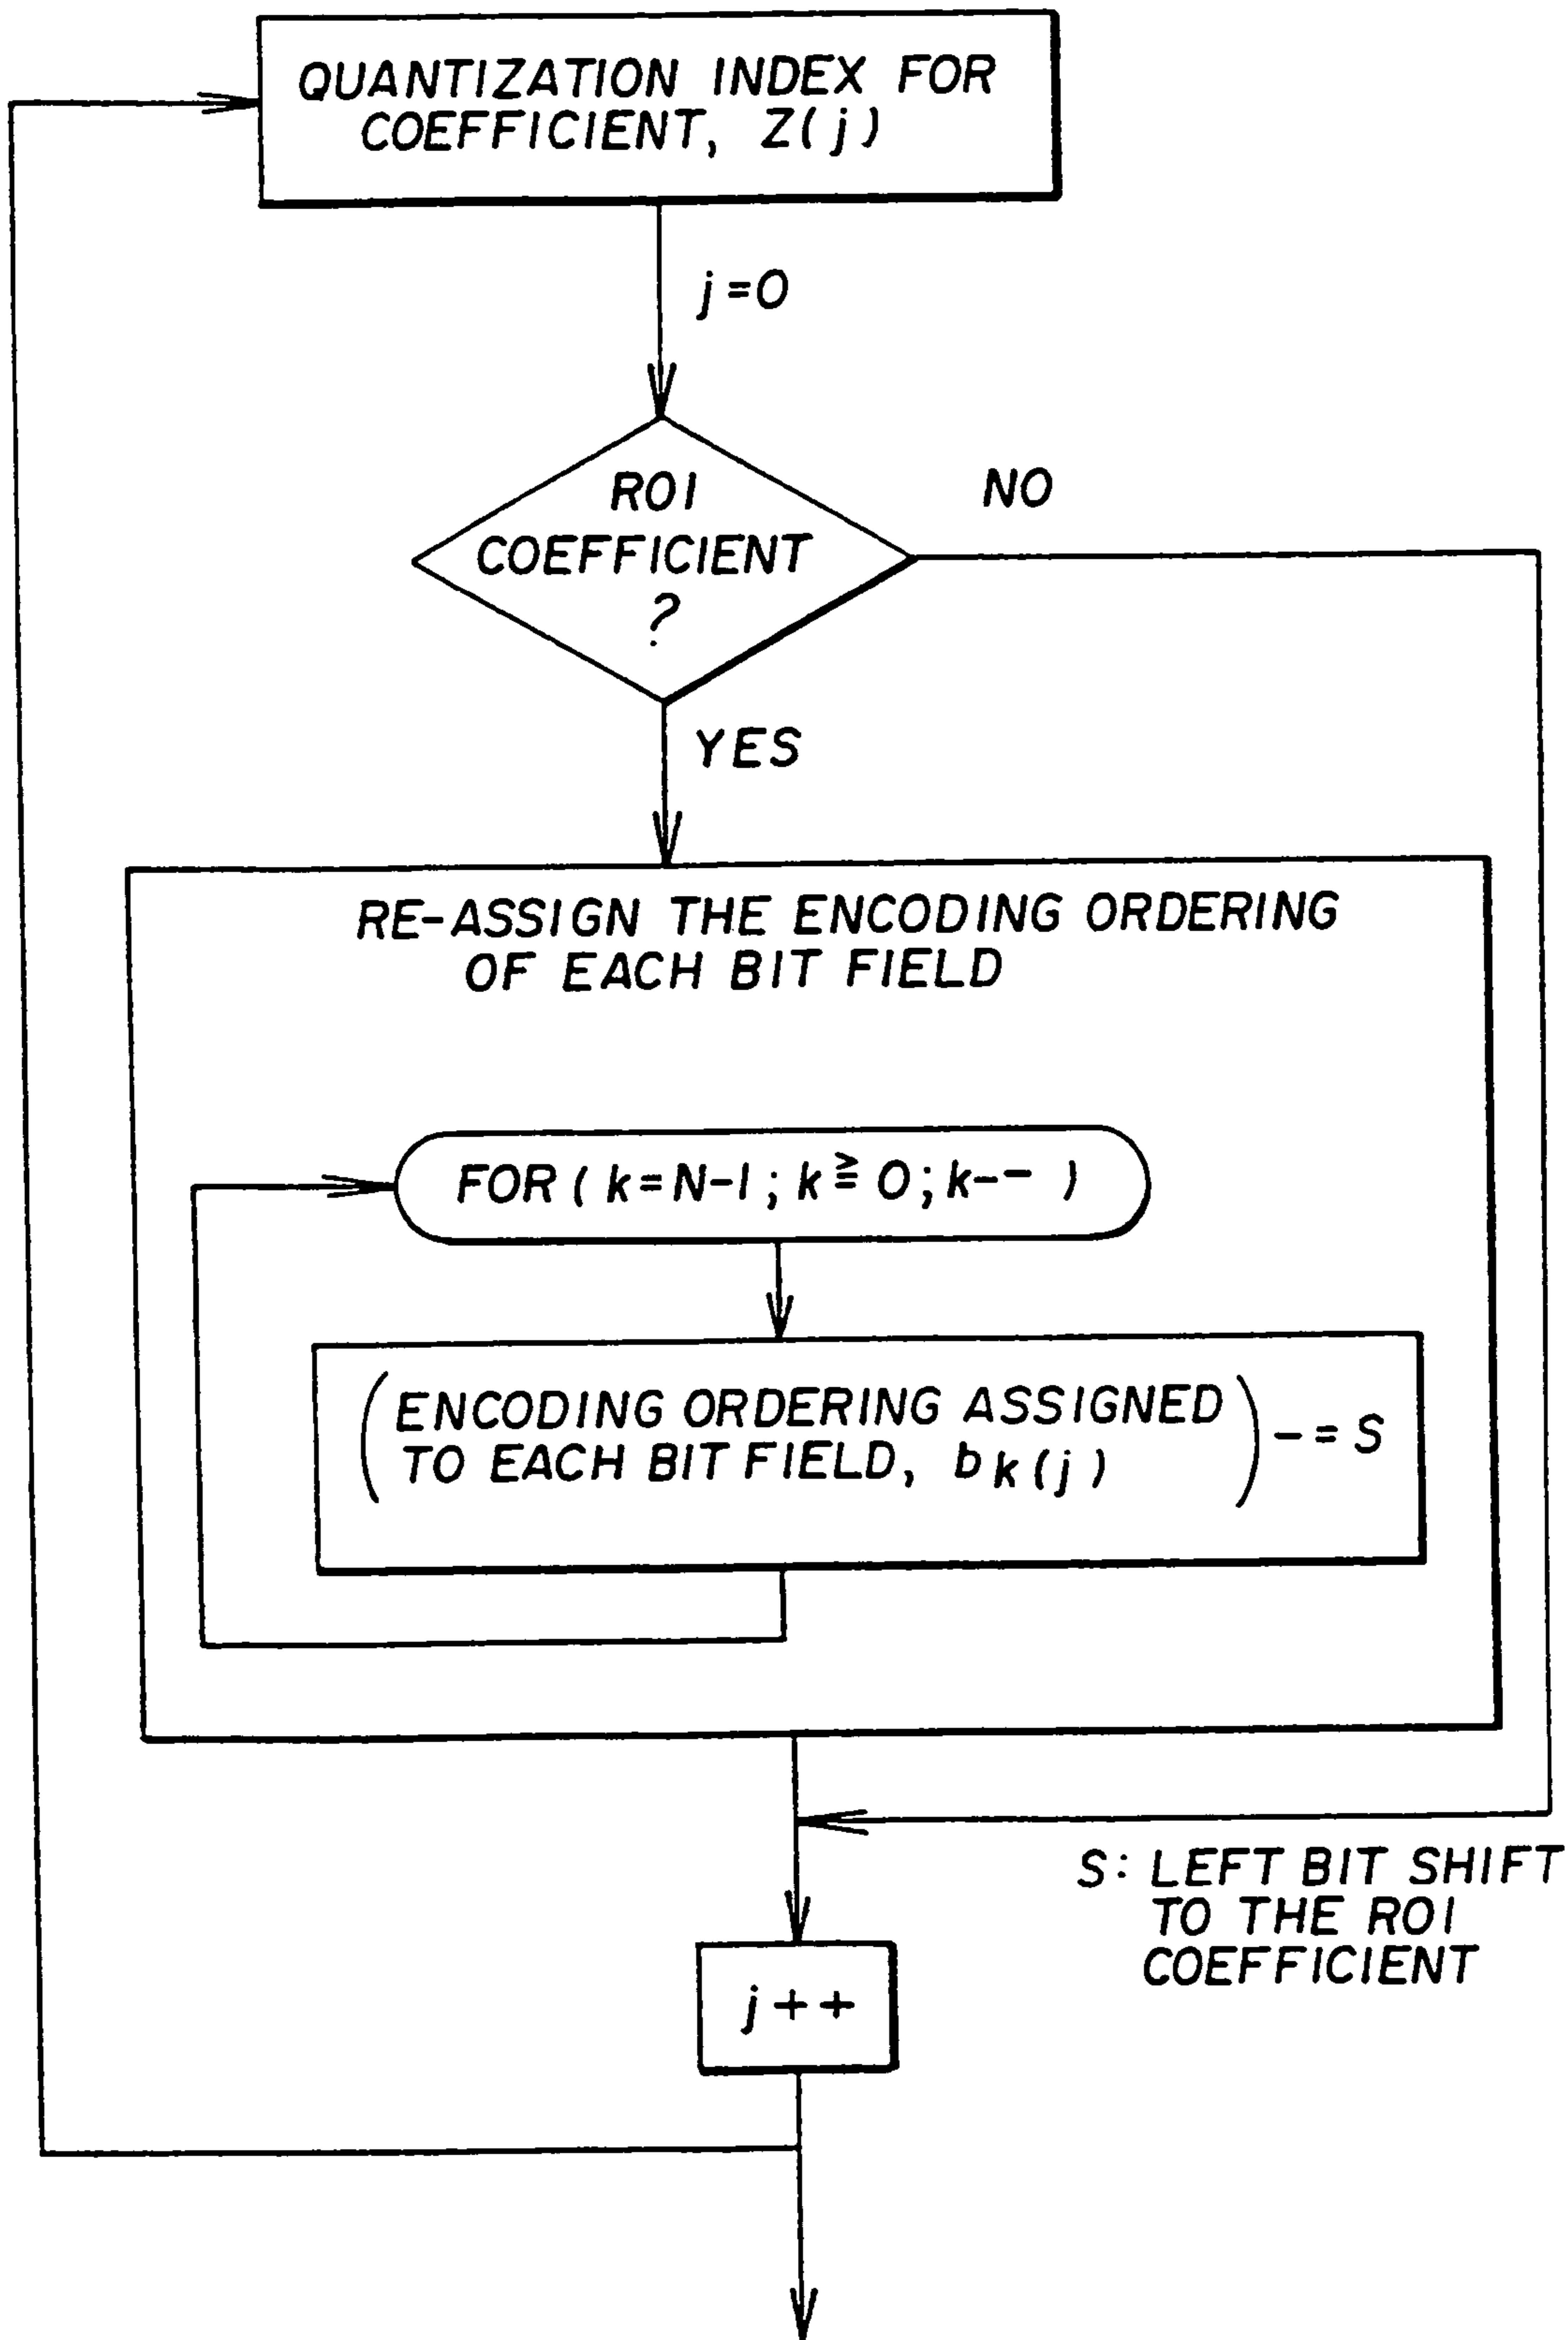 QUANTIZATION INDEX FOR
COEFFICIENT, Z(j)
j=0
ROI
COEFFICIENT
?
NO
YES
RE-ASSIGN THE ENCODING ORDERING
OF EACH BIT FIELD
FOR ( k=N-1 ; k≧0 ; k-- )
(ENCODING ORDERING ASSIGNED
TO EACH BIT FIELD, bk(j)) -= S
S: LEFT BIT SHIFT
TO THE ROI
COEFFICIENT
j++